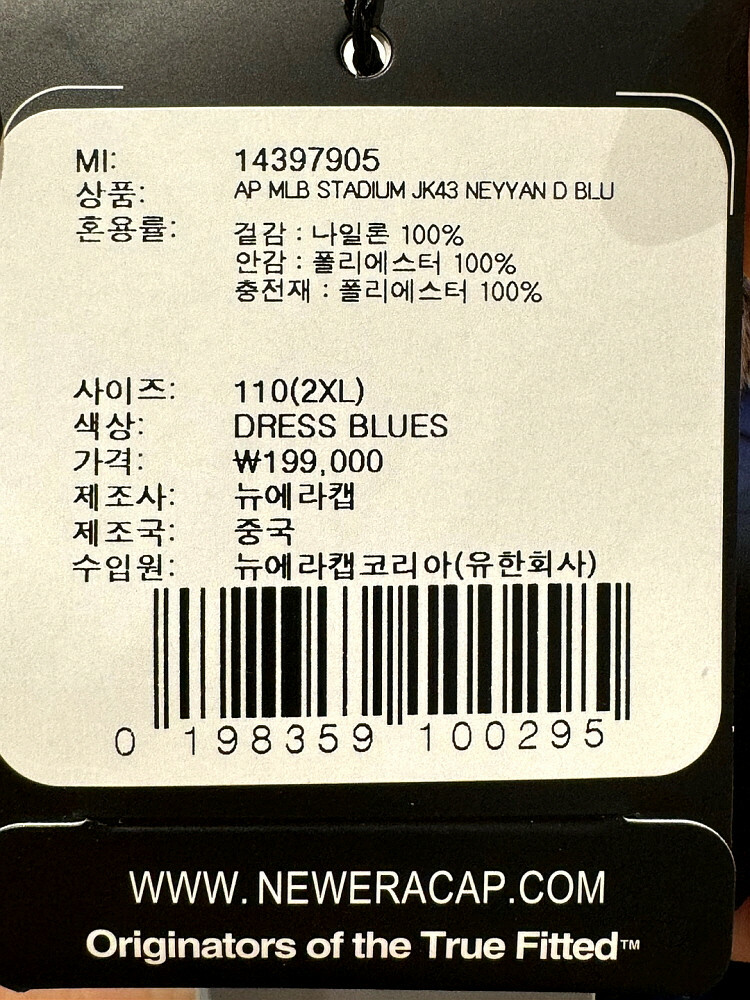 MI: 14397905
상품: AP MLB STADIUM JK43 NEYYAN D BLU
혼용률: 겉감 : 나일론 100%
안감 : 폴리에스터 100%
충전재 : 폴리에스터 100%
사이즈: 110(2XL)
색상: DRESS BLUES
가격: ₩199,000
제조사: 뉴에라캡
제조국: 중국
수입원: 뉴에라캡코리아(유한회사)
0 198359 100295
WWW.NEWERACAP.COM
Originators of the True Fitted™